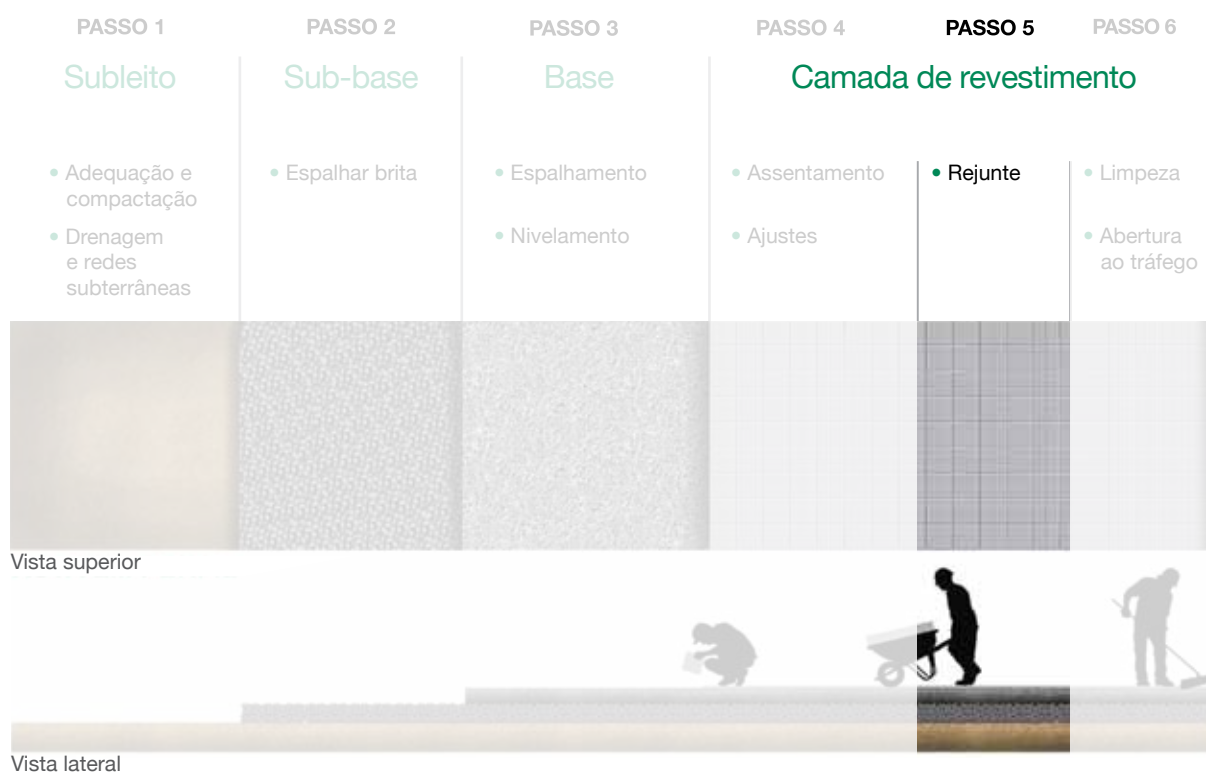 PASSO 1
PASSO 2
PASSO 3
PASSO 4
PASSO 5
PASSO 6
Subleito
Sub-base
Base
Camada de revestimento
• Adequação e
compactação
• Drenagem
e redes
subterrâneas
• Espalhar brita
• Espalhamento
• Nivelamento
• Assentamento
• Ajustes
• Rejunte
• Limpeza
• Abertura
ao tráfego
Vista superior
Vista lateral